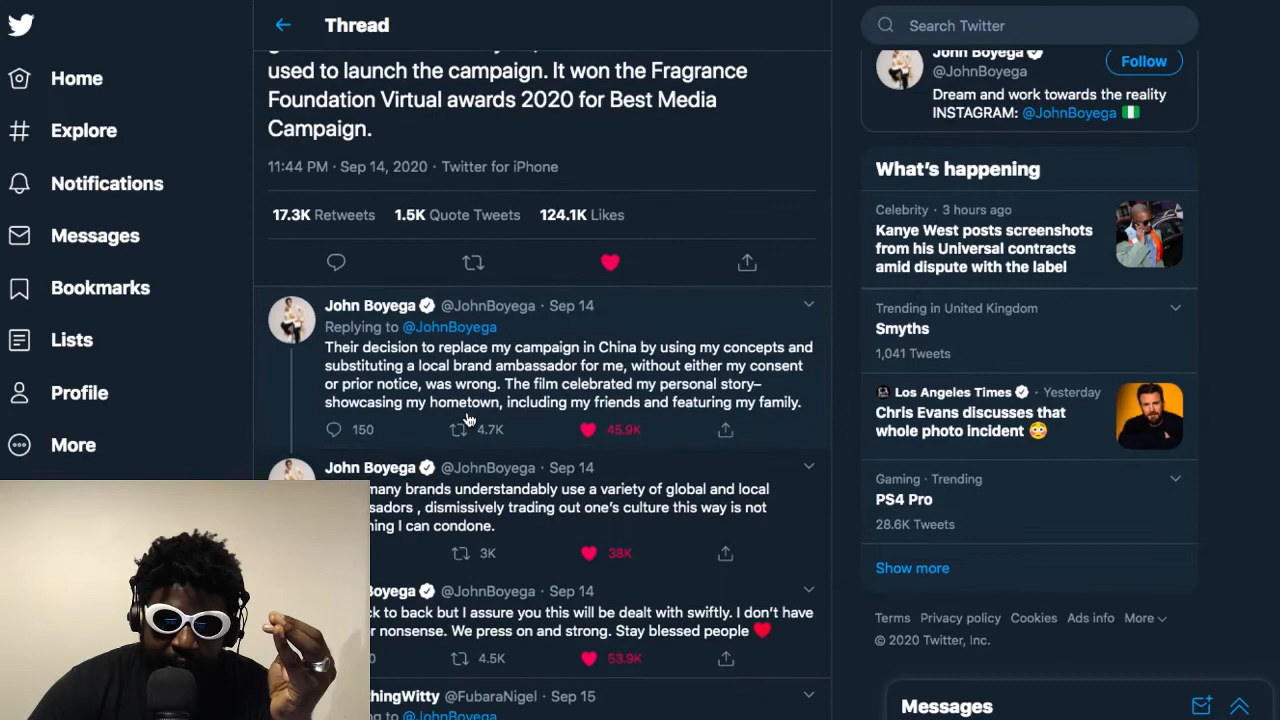 Home
Explore
Notifications
Messages
Bookmarks
Lists
Profile
More
Thread
used to launch the campaign. It won the Fragrance
Foundation Virtual awards 2020 for Best Media
Campaign.
11:44 PM · Sep 14, 2020 · Twitter for iPhone
17.3K Retweets 1.5K Quote Tweets 124.1K Likes
John Boyega @JohnBoyega · Sep 14
Replying to @JohnBoyega
Their decision to replace my campaign in China by using my concepts and
substituting a local brand ambassador for me, without either my consent
or prior notice, was wrong. The film celebrated my personal story–
showcasing my hometown, including my friends and featuring my family.
150 4.7K 45.9K
John Boyega @JohnBoyega · Sep 14
many brands understandably use a variety of global and local
, dismissively trading out one's culture this way is not
I can condone.
3K 38K
Boyega @JohnBoyega · Sep 14
to back but I assure you this will be dealt with swiftly. I don't have
nonsense. We press on and strong. Stay blessed people
4.5K 53.9K
@FubaraNigel · Sep 15
@JohnBoyega
Search Twitter
John Boyega
@JohnBoyega
Follow
Dream and work towards the reality
INSTAGRAM: @JohnBoyega
What's happening
Celebrity · 3 hours ago
Kanye West posts screenshots
from his Universal contracts
amid dispute with the label
Trending in United Kingdom
Smyths
1,041 Tweets
Los Angeles Times · Yesterday
Chris Evans discusses that
whole photo incident
Gaming · Trending
PS4 Pro
28.6K Tweets
Show more
Terms Privacy policy Cookies Ads info More
© 2020 Twitter, Inc.
Messages